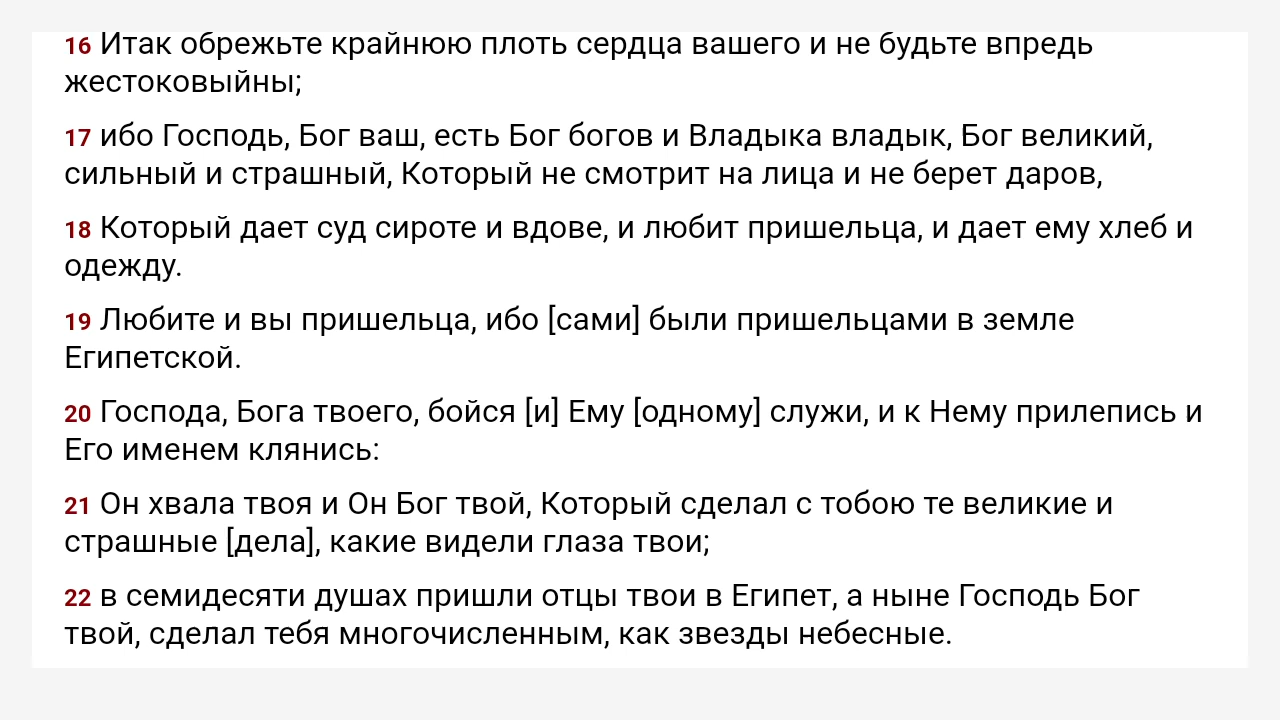 16 Итак обрежьте крайнюю плоть сердца вашего и не будьте впредь
жестоковыйны;
17 ибо Господь, Бог ваш, есть Бог богов и Владыка владык, Бог великий,
сильный и страшный, Который не смотрит на лица и не берет даров,
18 Который дает суд сироте и вдове, и любит пришельца, и дает ему хлеб и
одежду.
19 Любите и вы пришельца, ибо [сами] были пришельцами в земле
Египетской.
20 Господа, Бога твоего, бойся [и] Ему [одному] служи, и к Нему прилепись и
Его именем клянись:
21 Он хвала твоя и Он Бог твой, Который сделал с тобою те великие и
страшные [дела], какие видели глаза твои;
22 в семидесяти душах пришли отцы твои в Египет, а ныне Господь Бог
твой, сделал тебя многочисленным, как звезды небесные.